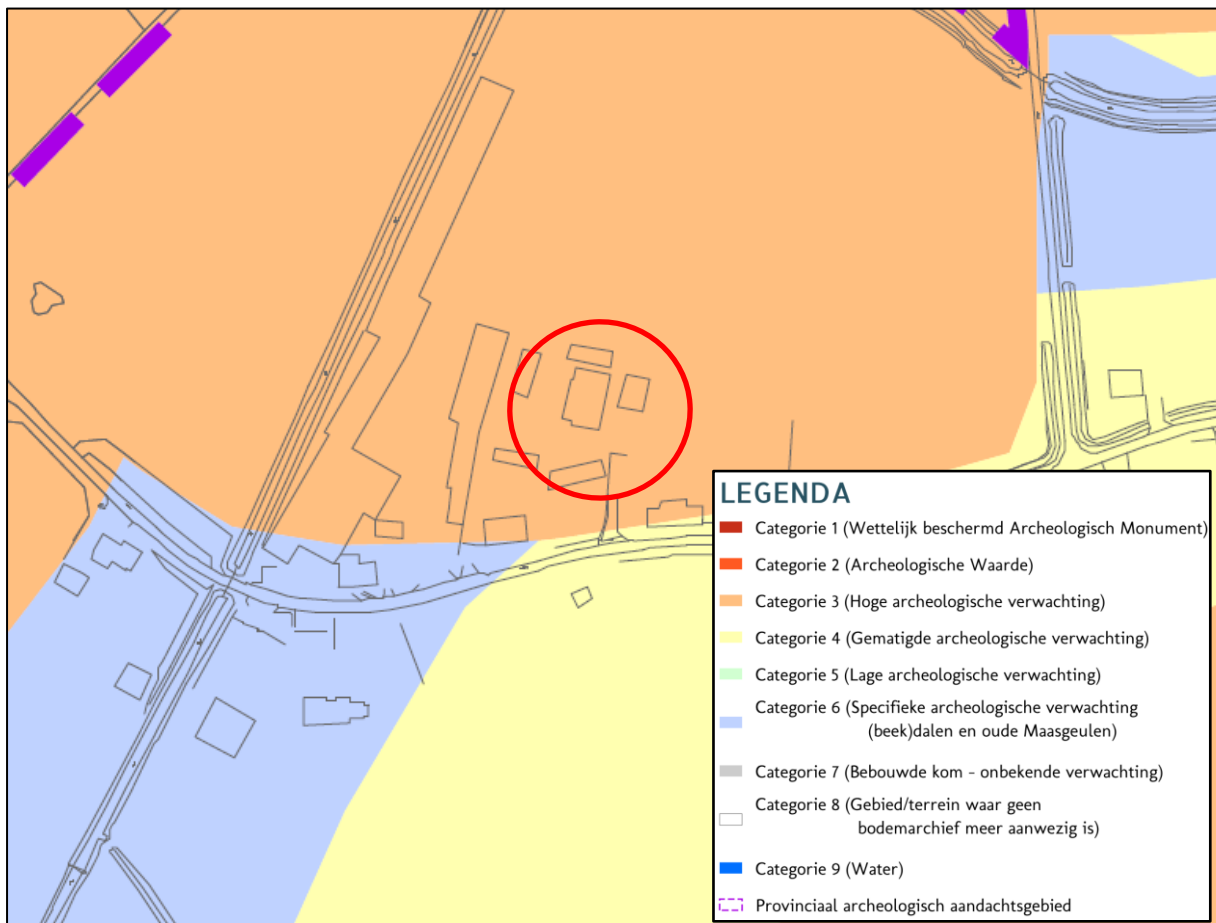 LEGENDA
Categorie 1 (Wettelijk beschermd Archeologisch Monument)
Categorie 2 (Archeologische Waarde)
Categorie 3 (Hoge archeologische verwachting)
Categorie 4 (Gematigde archeologische verwachting)
Categorie 5 (Lage archeologische verwachting)
Categorie 6 (Specifieke archeologische verwachting
(beek)dalen en oude Maasgeulen)
Categorie 7 (Bebouwde kom - onbekende verwachting)
Categorie 8 (Gebied/terrein waar geen
bodemarchief meer aanwezig is)
Categorie 9 (Water)
Provinciaal archeologisch aandachtsgebied